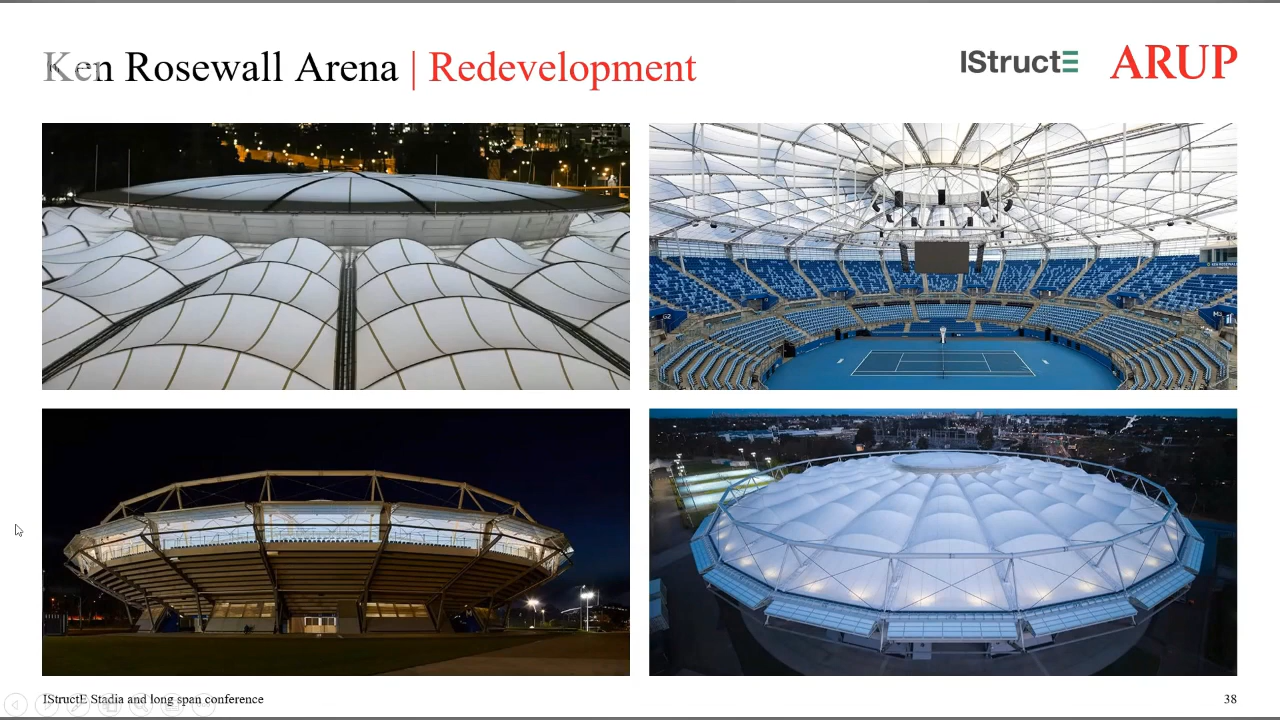 Ken Rosewall Arena | Redevelopment
IStructE ARUP
IStructE Stadia and long span conference
38